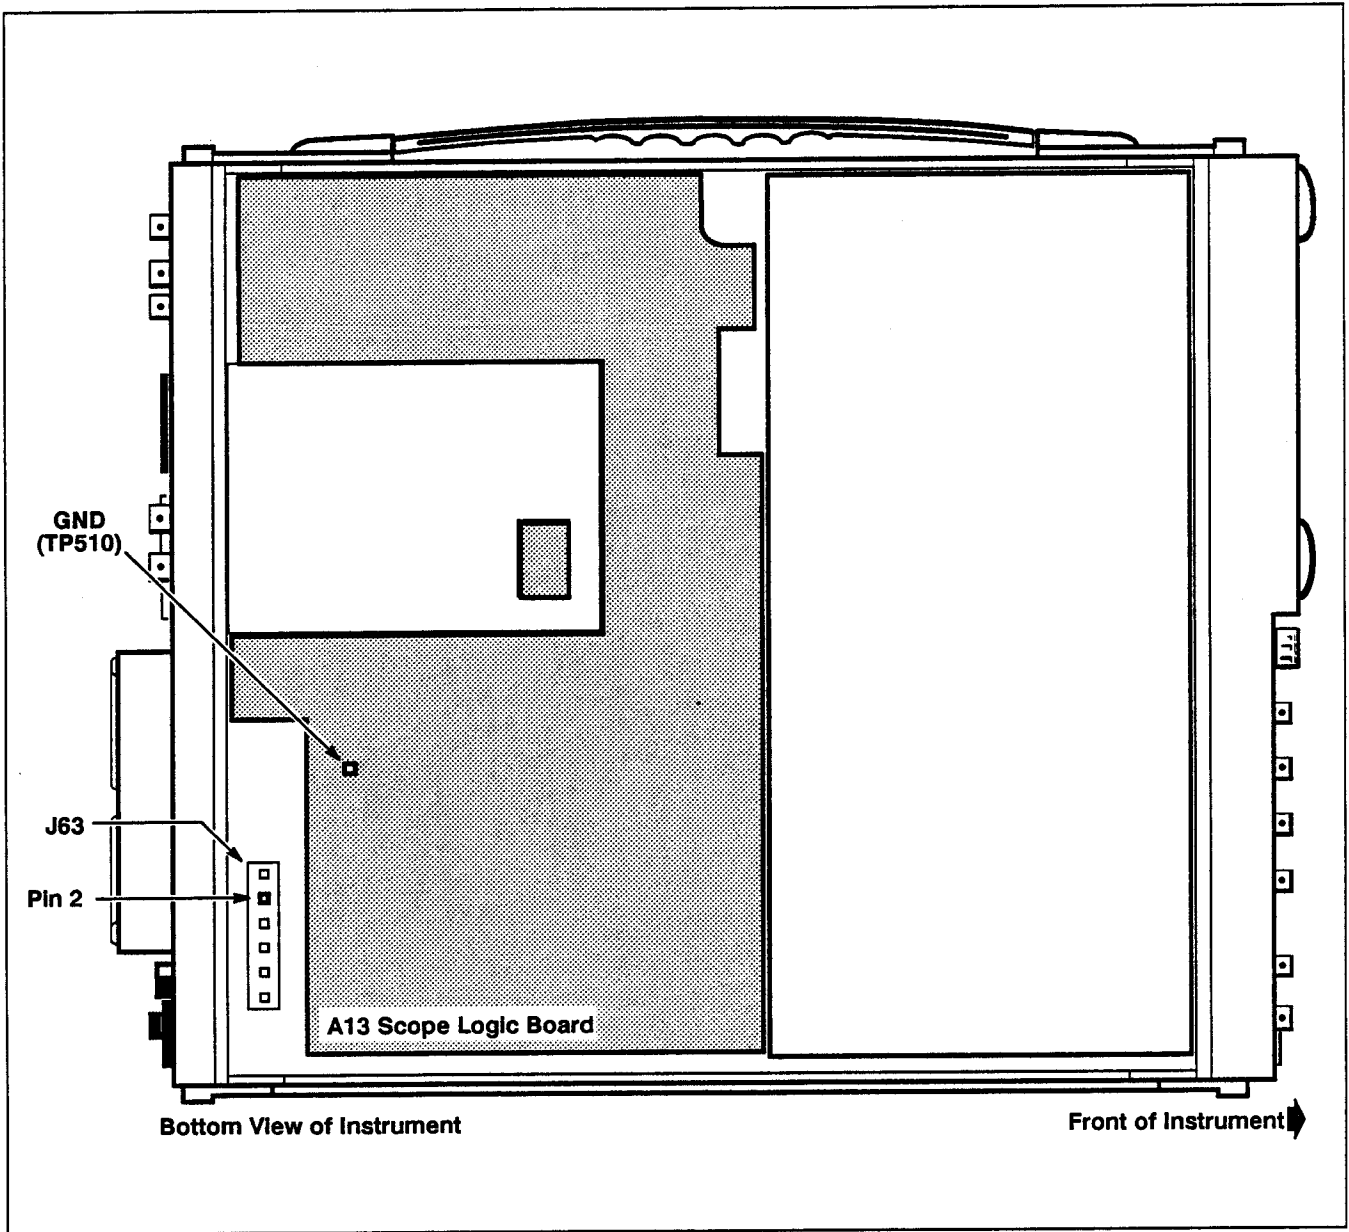 GND
(TP510)
J63
Pin 2
A13 Scope Logic Board
Bottom View of Instrument
Front of Instrument